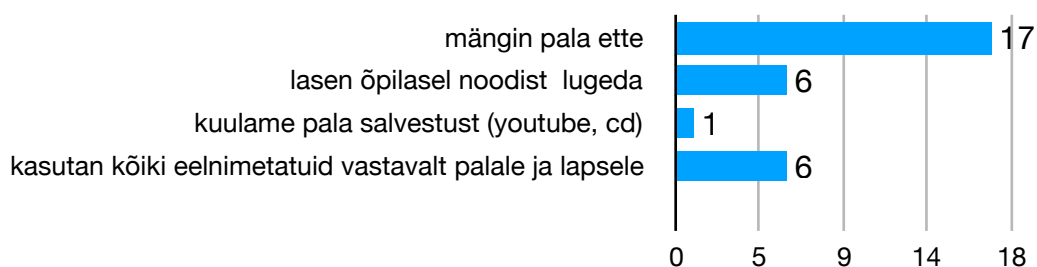 mängin pala ette 17
lasen õpilasel noodist  lugeda 6
kuulame pala salvestust (youtube, cd) 1
kasutan kõiki eelnimetatuid vastavalt palale ja lapsele 6
0 5 9 14 18